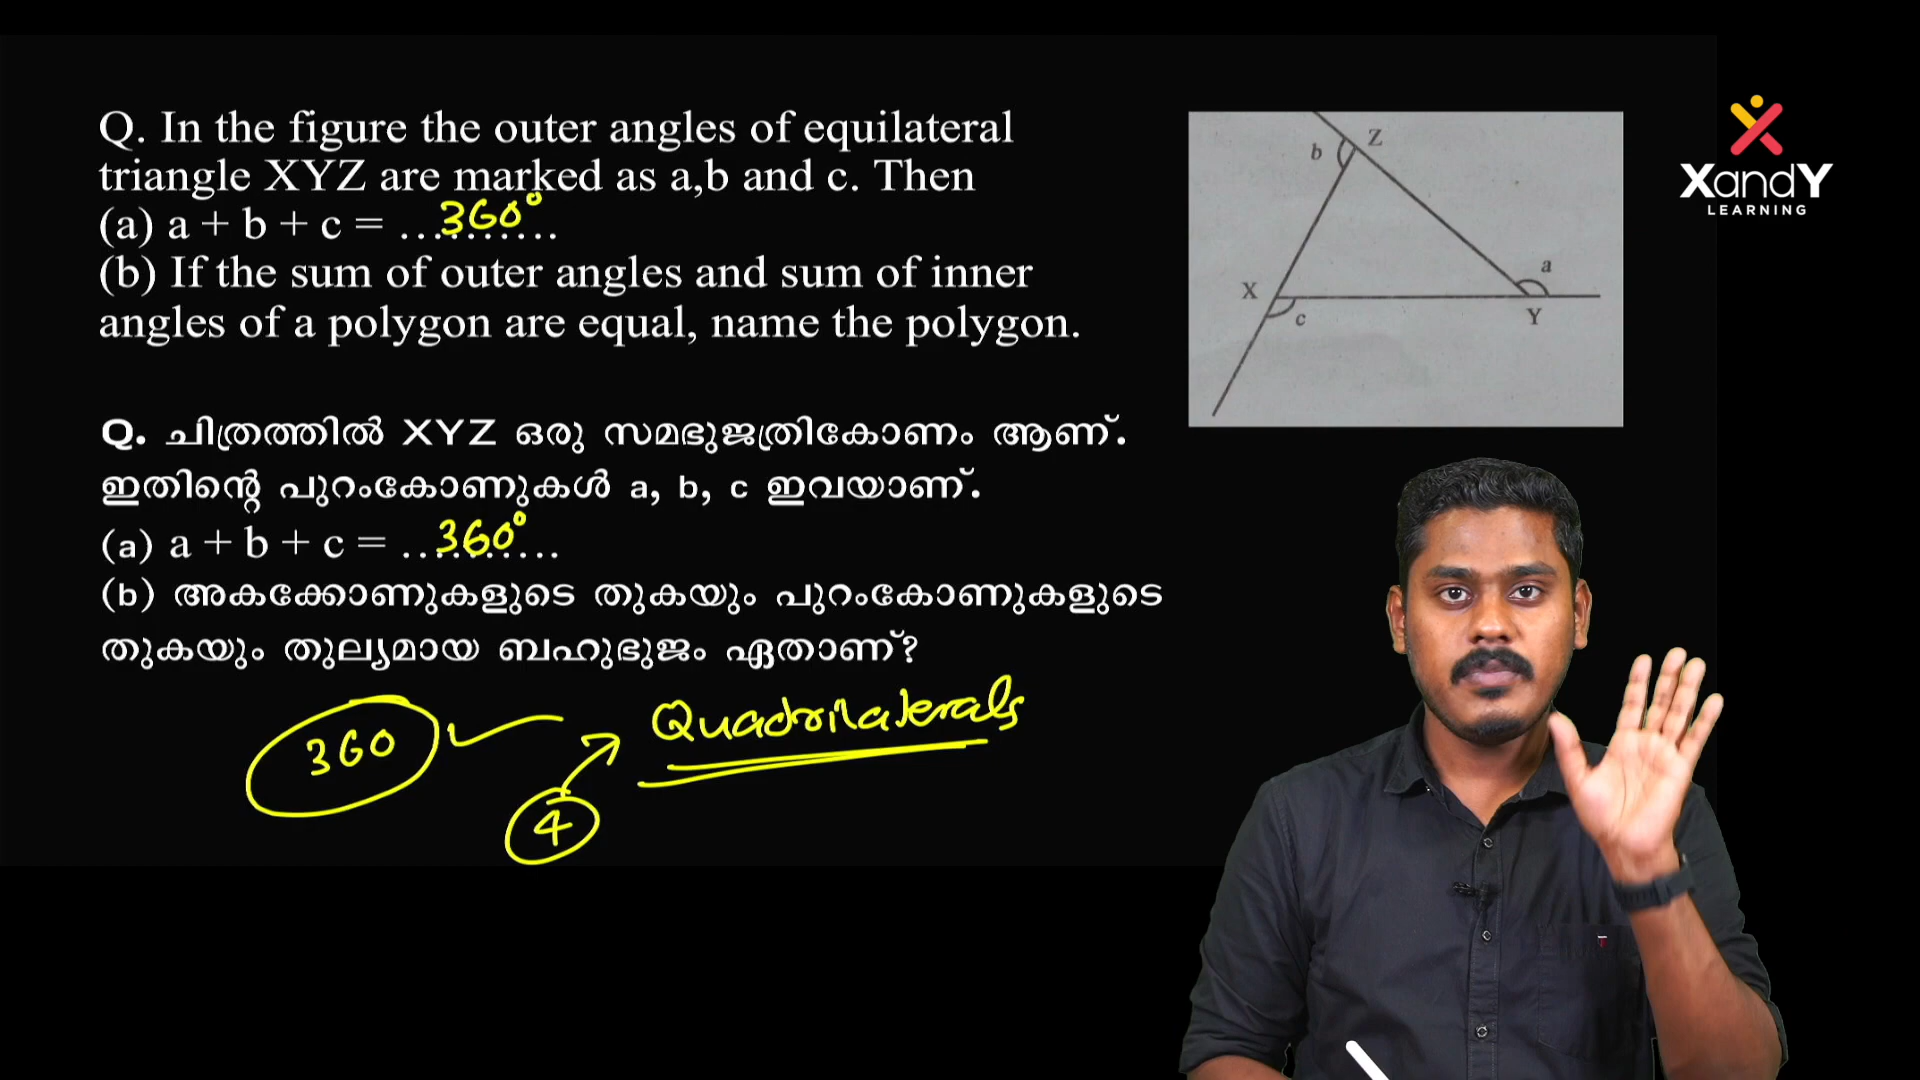 Q. In the figure the outer angles of equilateral
triangle XYZ are marked as a,b and c. Then
(a) a + b + c = ....360°......
(b) If the sum of outer angles and sum of inner
angles of a polygon are equal, name the polygon.
Q. ചിത്രത്തിൽ XYZ ഒരു സമഭുജത്രികോണം ആണ്.
ഇതിന്റെ പുറംകോണുകൾ a, b, c ഇവയാണ്.
(a) a + b + c = ....360°......
(b) അകക്കോണുകളുടെ തുകയും പുറംകോണുകളുടെ
തുകയും തുല്യമായ ബഹുഭുജം ഏതാണ്?
360
4
Quadrilaterals
Z
b
a
X
c
Y
XandY
LEARNING